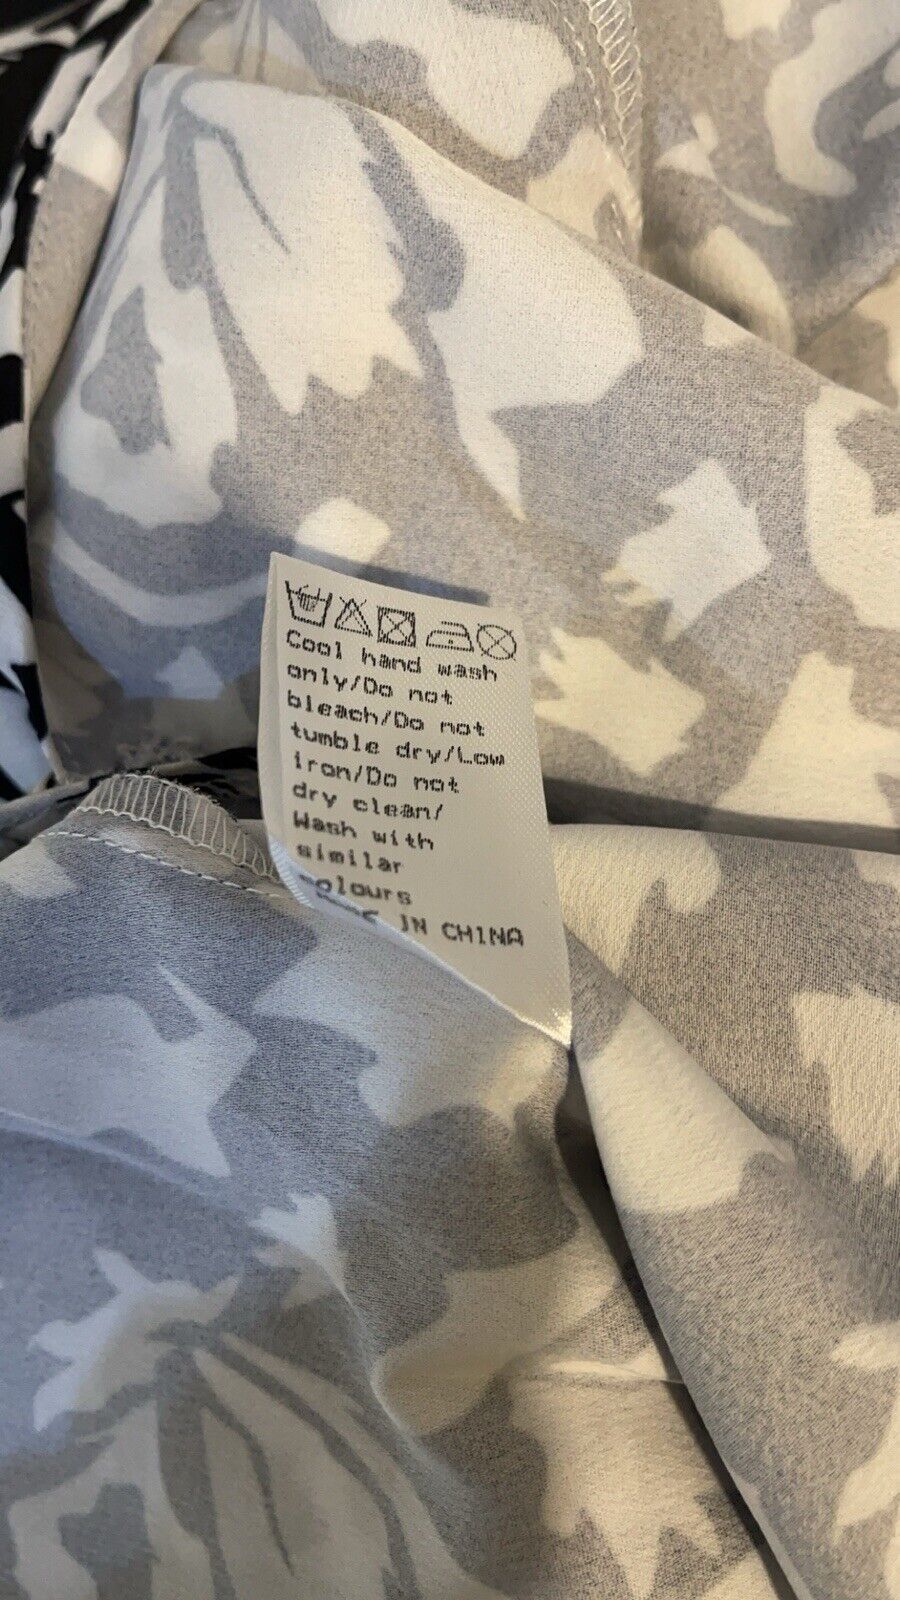 Cool hand wash
only/Do not
bleach/Do not
tumble dry/Low
iron/Do not
dry clean/
Wash with
similar
colours
IN CHINA